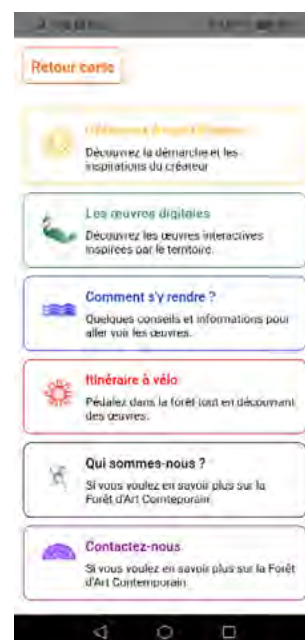 Retour carte
Découvrez la démarche et les
inspirations du créateur
Les œuvres digitales
Découvrez les œuvres interactives
inspirées par le territoire.
Comment s'y rendre ?
Quelques conseils et informations pour
aller voir les œuvres.
Itinéraire à vélo
Pédalez dans la forêt tout en découvrant
des œuvres.
Qui sommes-nous ?
Si vous voulez en savoir plus sur la
Forêt d'Art Comteporain
Contactez-nous
Si vous voulez en savoir plus sur la Forêt
d'Art Contemporain